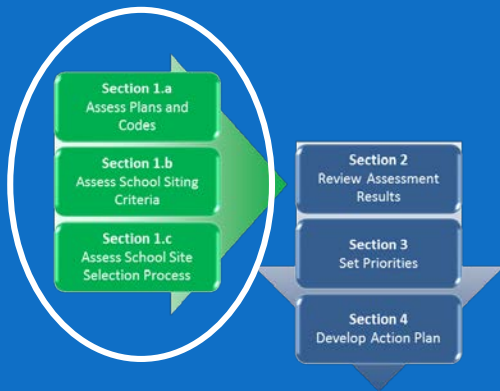 Section 1.a
Assess Plans and
Codes
Section 1.b
Assess School Siting
Criteria
Section 1.c
Assess School Site
Selection Process
Section 2
Review Assessment
Results
Section 3
Set Priorities
Section 4
Develop Action Plan